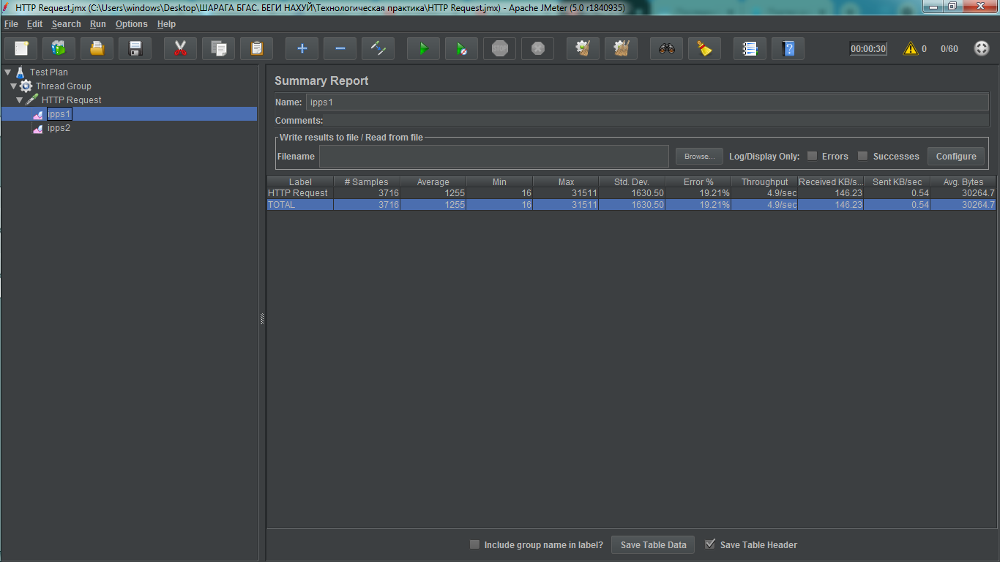 HTTP Request.jmx (C:\Users\windows\Desktop\ШАРАГА БГАС. БЕГИ НАХУЙ\Технологическая практика\HTTP Request.jmx) - Apache JMeter (5.0 r1840935)
File Edit Search Run Options Help
STOP 00:00:30 0 0/60
Test Plan
Thread Group
HTTP Request
ipps1
ipps2
Summary Report
Name: ipps1
Comments:
Write results to file / Read from file
Filename Browse... Log/Display Only: Errors Successes Configure
Label # Samples Average Min Max Std. Dev. Error % Throughput Received KB/s... Sent KB/sec Avg. Bytes
HTTP Request 3716 1255 16 31511 1630.50 19.21% 4.9/sec 146.23 0.54 30264.7
TOTAL 3716 1255 16 31511 1630.50 19.21% 4.9/sec 146.23 0.54 30264.7
Include group name in label? Save Table Data Save Table Header